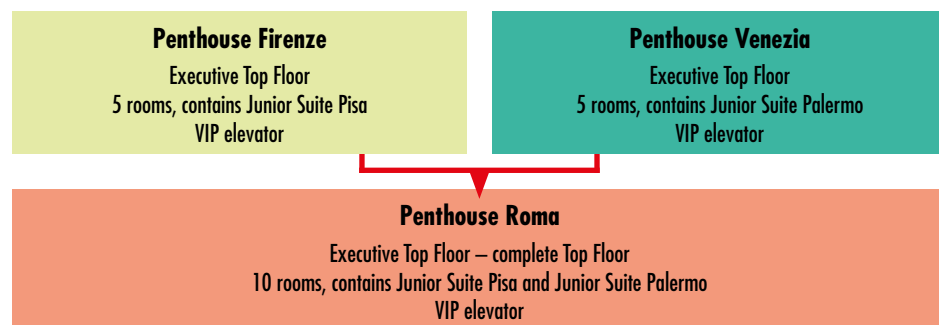 Penthouse Firenze
Executive Top Floor
5 rooms, contains Junior Suite Pisa
VIP elevator
Penthouse Venezia
Executive Top Floor
5 rooms, contains Junior Suite Palermo
VIP elevator
Penthouse Roma
Executive Top Floor – complete Top Floor
10 rooms, contains Junior Suite Pisa and Junior Suite Palermo
VIP elevator